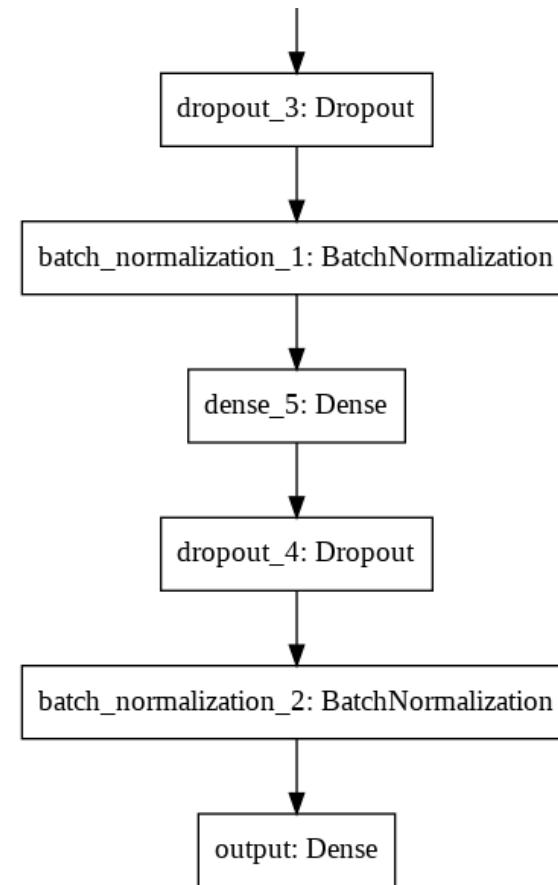 dropout_3: Dropout
batch_normalization_1: BatchNormalization
dense_5: Dense
dropout_4: Dropout
batch_normalization_2: BatchNormalization
output: Dense